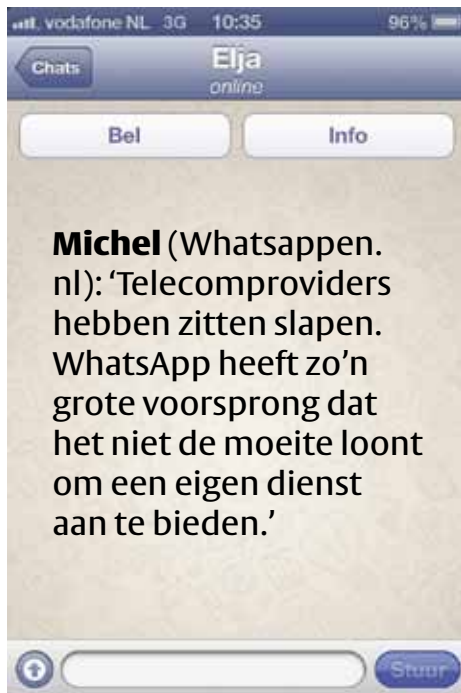 vodafone NL 3G 10:35 96%
Chats Elja
online
Bel Info
Michel (Whatsappen.
nl): ‘Telecomproviders
hebben zitten slapen.
WhatsApp heeft zo’n
grote voorsprong dat
het niet de moeite loont
om een eigen dienst
aan te bieden.’
Stuur